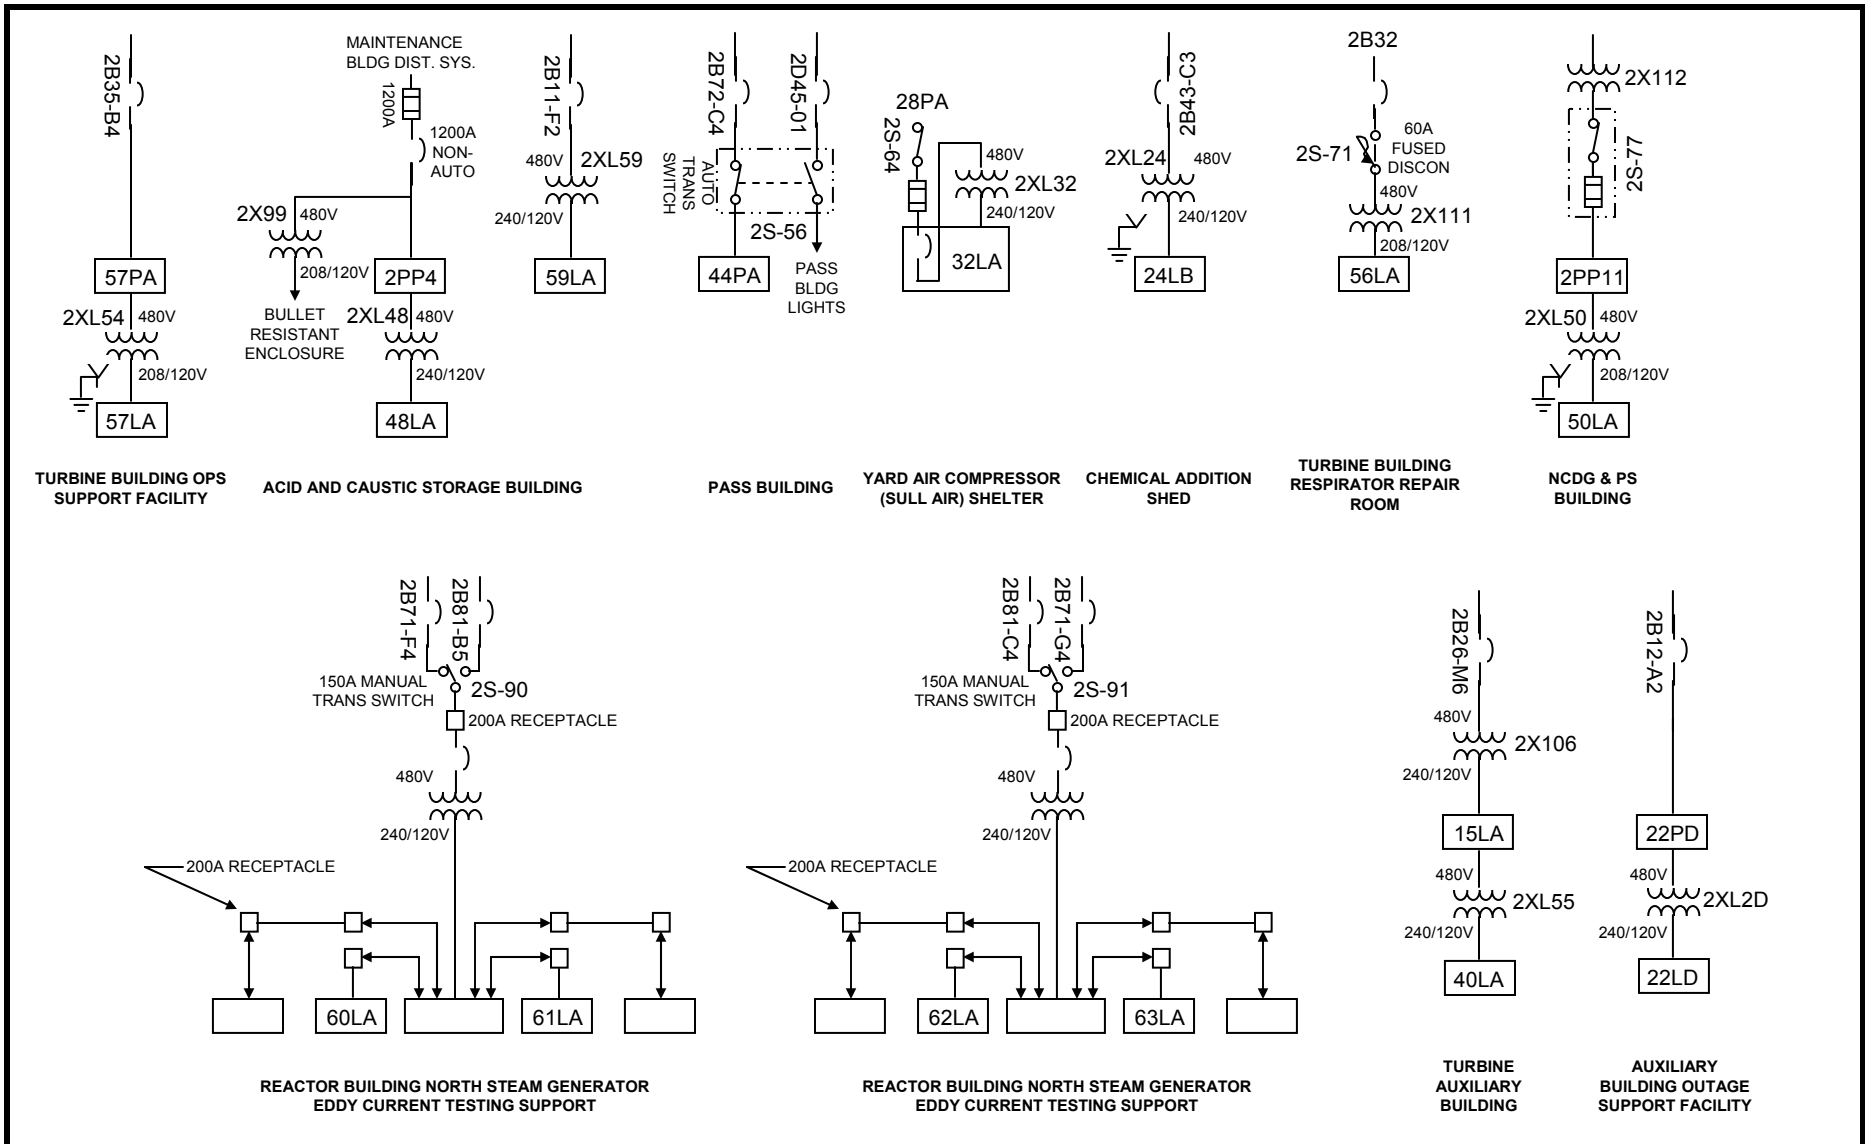 2B35-B4
57PA
2XL54
480V
208/120V
57LA
TURBINE BUILDING OPS
SUPPORT FACILITY
MAINTENANCE
BLDG DIST. SYS.
1200A
1200A
NON-
AUTO
2X99
480V
208/120V
BULLET
RESISTANT
ENCLOSURE
2PP4
2XL48
480V
240/120V
48LA
2B11-F2
480V
2XL59
240/120V
59LA
ACID AND CAUSTIC STORAGE BUILDING
2B72-C4
2D45-01
AUTO
TRANS
SWITCH
2S-56
44PA
PASS
BLDG
LIGHTS
PASS BUILDING
28PA
2S-64
480V
2XL32
240/120V
32LA
YARD AIR COMPRESSOR
(SULL AIR) SHELTER
2B43-C3
2XL24
480V
240/120V
24LB
CHEMICAL ADDITION
SHED
2B32
60A
FUSED
DISCON
2S-71
480V
2X111
208/120V
56LA
TURBINE BUILDING
RESPIRATOR REPAIR
ROOM
2X112
2S-77
2PP11
2XL50
480V
208/120V
50LA
NCDG & PS
BUILDING
2B71-F4
2B81-B5
150A MANUAL
TRANS SWITCH
2S-90
200A RECEPTACLE
480V
240/120V
200A RECEPTACLE
60LA
61LA
REACTOR BUILDING NORTH STEAM GENERATOR
EDDY CURRENT TESTING SUPPORT
2B81-C4
2B71-G4
150A MANUAL
TRANS SWITCH
2S-91
200A RECEPTACLE
480V
240/120V
200A RECEPTACLE
62LA
63LA
REACTOR BUILDING NORTH STEAM GENERATOR
EDDY CURRENT TESTING SUPPORT
2B26-M6
480V
2X106
240/120V
15LA
480V
2XL55
240/120V
40LA
TURBINE
AUXILIARY
BUILDING
2B12-A2
22PD
480V
2XL2D
240/120V
22LD
AUXILIARY
BUILDING OUTAGE
SUPPORT FACILITY